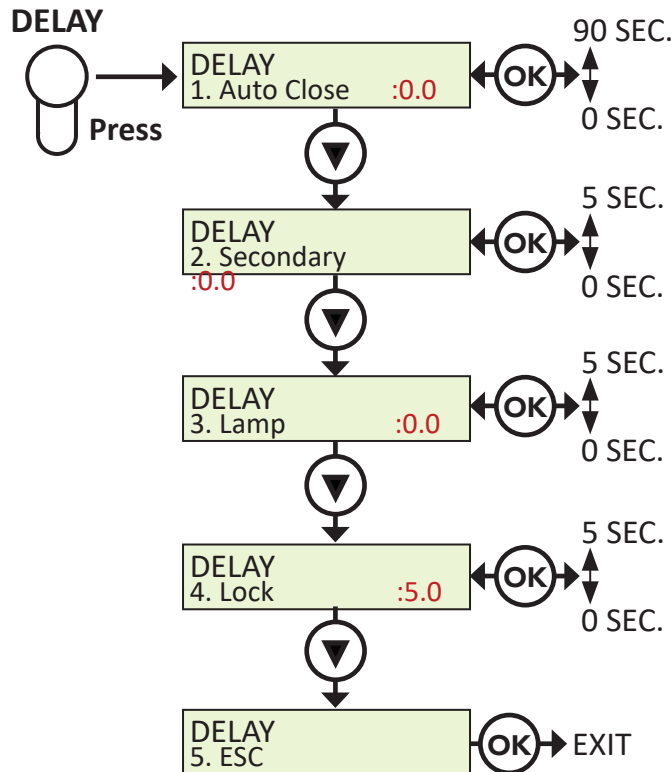 DELAY
Press
DELAY
1. Auto Close :0.0
OK
90 SEC.
0 SEC.
DELAY
2. Secondary
:0.0
OK
5 SEC.
0 SEC.
DELAY
3. Lamp :0.0
OK
5 SEC.
0 SEC.
DELAY
4. Lock :5.0
OK
5 SEC.
0 SEC.
DELAY
5. ESC
OK
EXIT